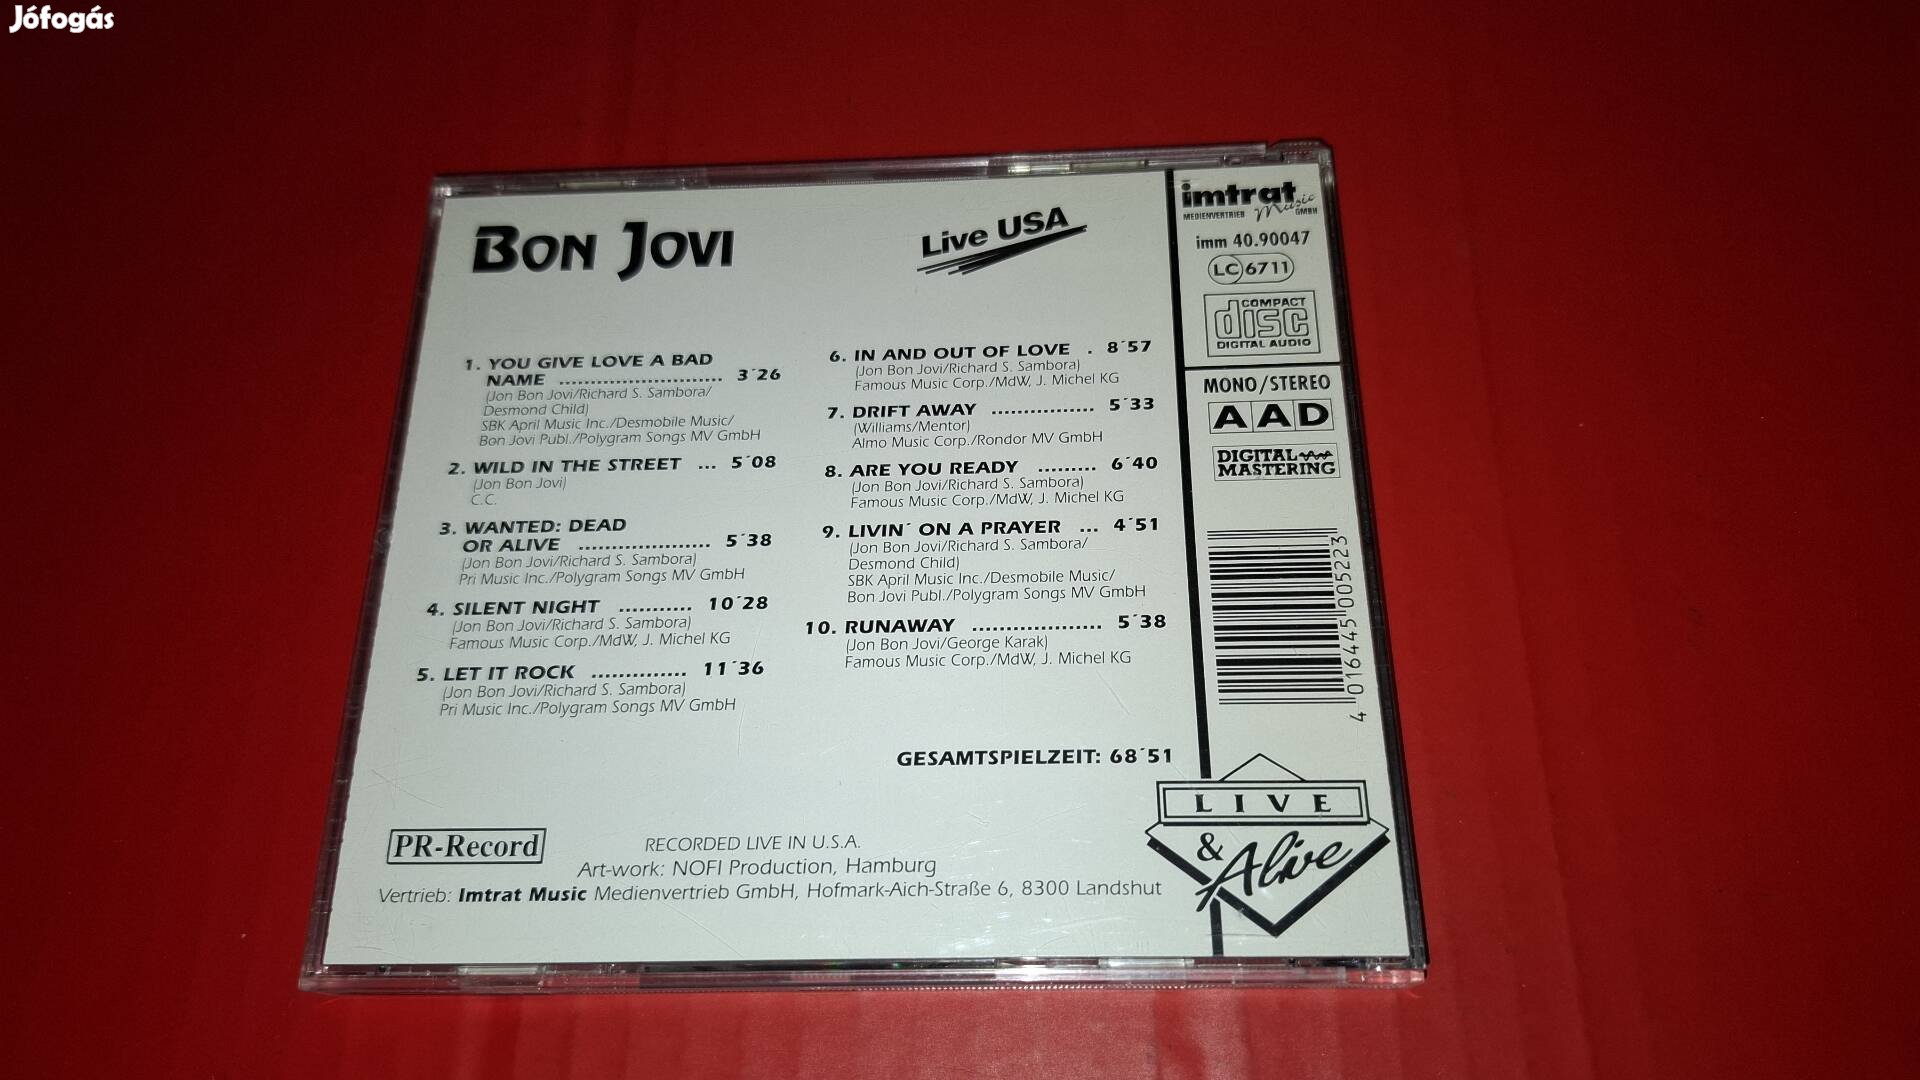 Jófogás
BON JOVI
Live USA
1. YOU GIVE LOVE A BAD
NAME .......................... 3´26
(Jon Bon Jovi/Richard S. Sambora/
Desmond Child)
SBK April Music Inc./Desmobile Music/
Bon Jovi Publ./Polygram Songs MV GmbH
2. WILD IN THE STREET ... 5´08
(Jon Bon Jovi)
C.C.
3. WANTED: DEAD
OR ALIVE ..................... 5´38
(Jon Bon Jovi/Richard S. Sambora)
Pri Music Inc./Polygram Songs MV GmbH
4. SILENT NIGHT ........... 10´28
(Jon Bon Jovi/Richard S. Sambora)
Famous Music Corp./MdW, J. Michel KG
5. LET IT ROCK ............... 11´36
(Jon Bon Jovi/Richard S. Sambora)
Pri Music Inc./Polygram Songs MV GmbH
6. IN AND OUT OF LOVE . 8´57
(Jon Bon Jovi/Richard S. Sambora)
Famous Music Corp./MdW, J. Michel KG
7. DRIFT AWAY ................ 5´33
(Williams/Mentor)
Almo Music Corp./Rondor MV GmbH
8. ARE YOU READY ......... 6´40
(Jon Bon Jovi/Richard S. Sambora)
Famous Music Corp./MdW, J. Michel KG
9. LIVIN´ ON A PRAYER ... 4´51
(Jon Bon Jovi/Richard S. Sambora/
Desmond Child)
SBK April Music Inc./Desmobile Music/
Bon Jovi Publ./Polygram Songs MV GmbH
10. RUNAWAY ................... 5´38
(Jon Bon Jovi/George Karak)
Famous Music Corp./MdW, J. Michel KG
GESAMTSPIELZEIT: 68´51
PR-Record
RECORDED LIVE IN U.S.A.
Art-work: NOFI Production, Hamburg
Vertrieb: Imtrat Music Medienvertrieb GmbH, Hofmark-Aich-Straße 6, 8300 Landshut
imtrat
MEDIENVERTRIEB Music GMBH
imm 40.90047
LC 6711
COMPACT
disc
DIGITAL AUDIO
MONO/STEREO
AAD
DIGITAL
MASTERING
4 016445 005223
LIVE
& Alive